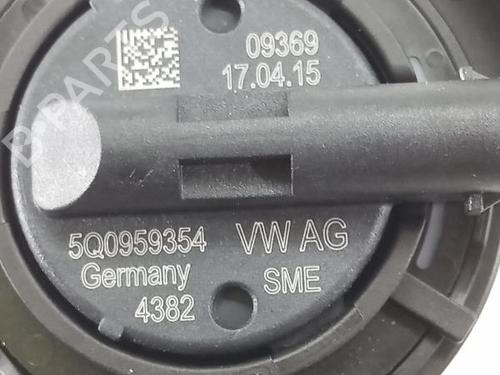 09369
17.04.15
B-PARTS
5Q0959354 VW AG
Germany SME
4382